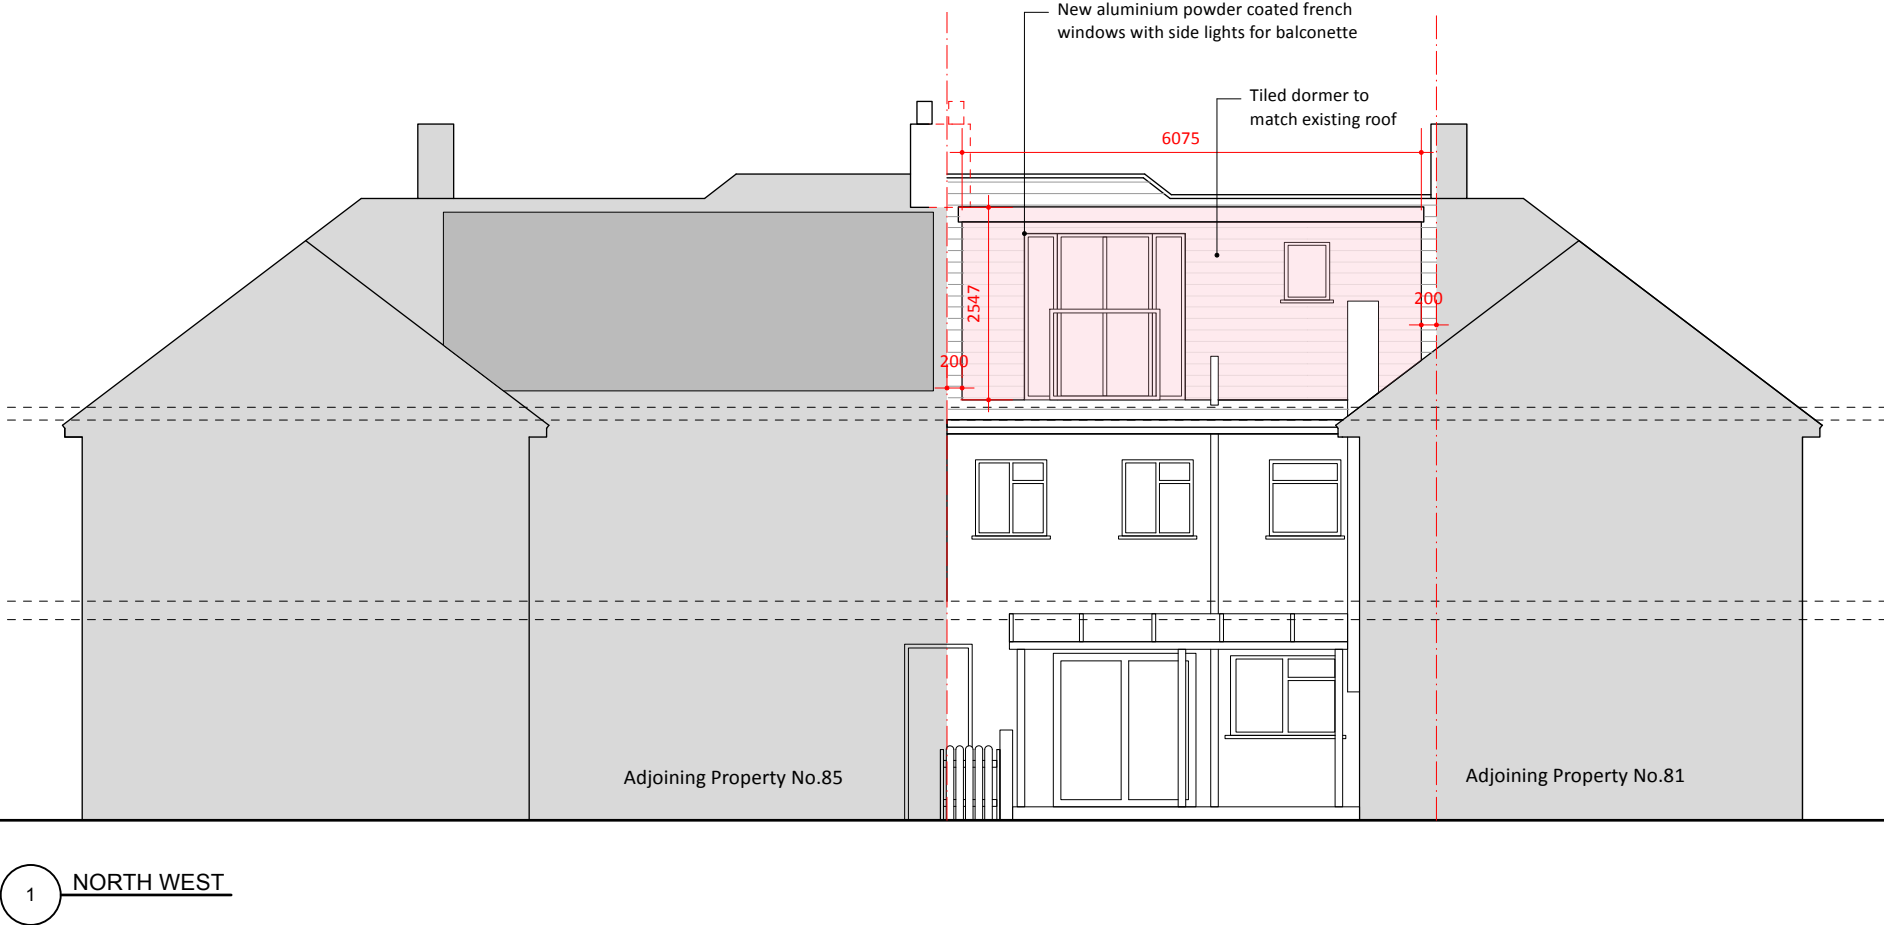 New aluminium powder coated french
windows with side lights for balconette
Tiled dormer to
match existing roof
6075
2547
200
200
Adjoining Property No.85
Adjoining Property No.81
1
NORTH WEST